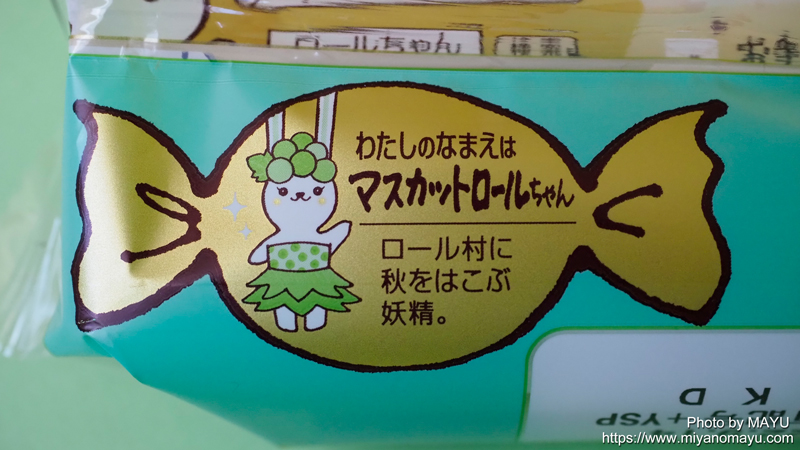 ロールちゃん 検索
わたしのなまえは
マスカットロールちゃん
ロール村に
秋をはこぶ
妖精。
K D
+YSP
Photo by MAYU
https://www.miyanomayu.com